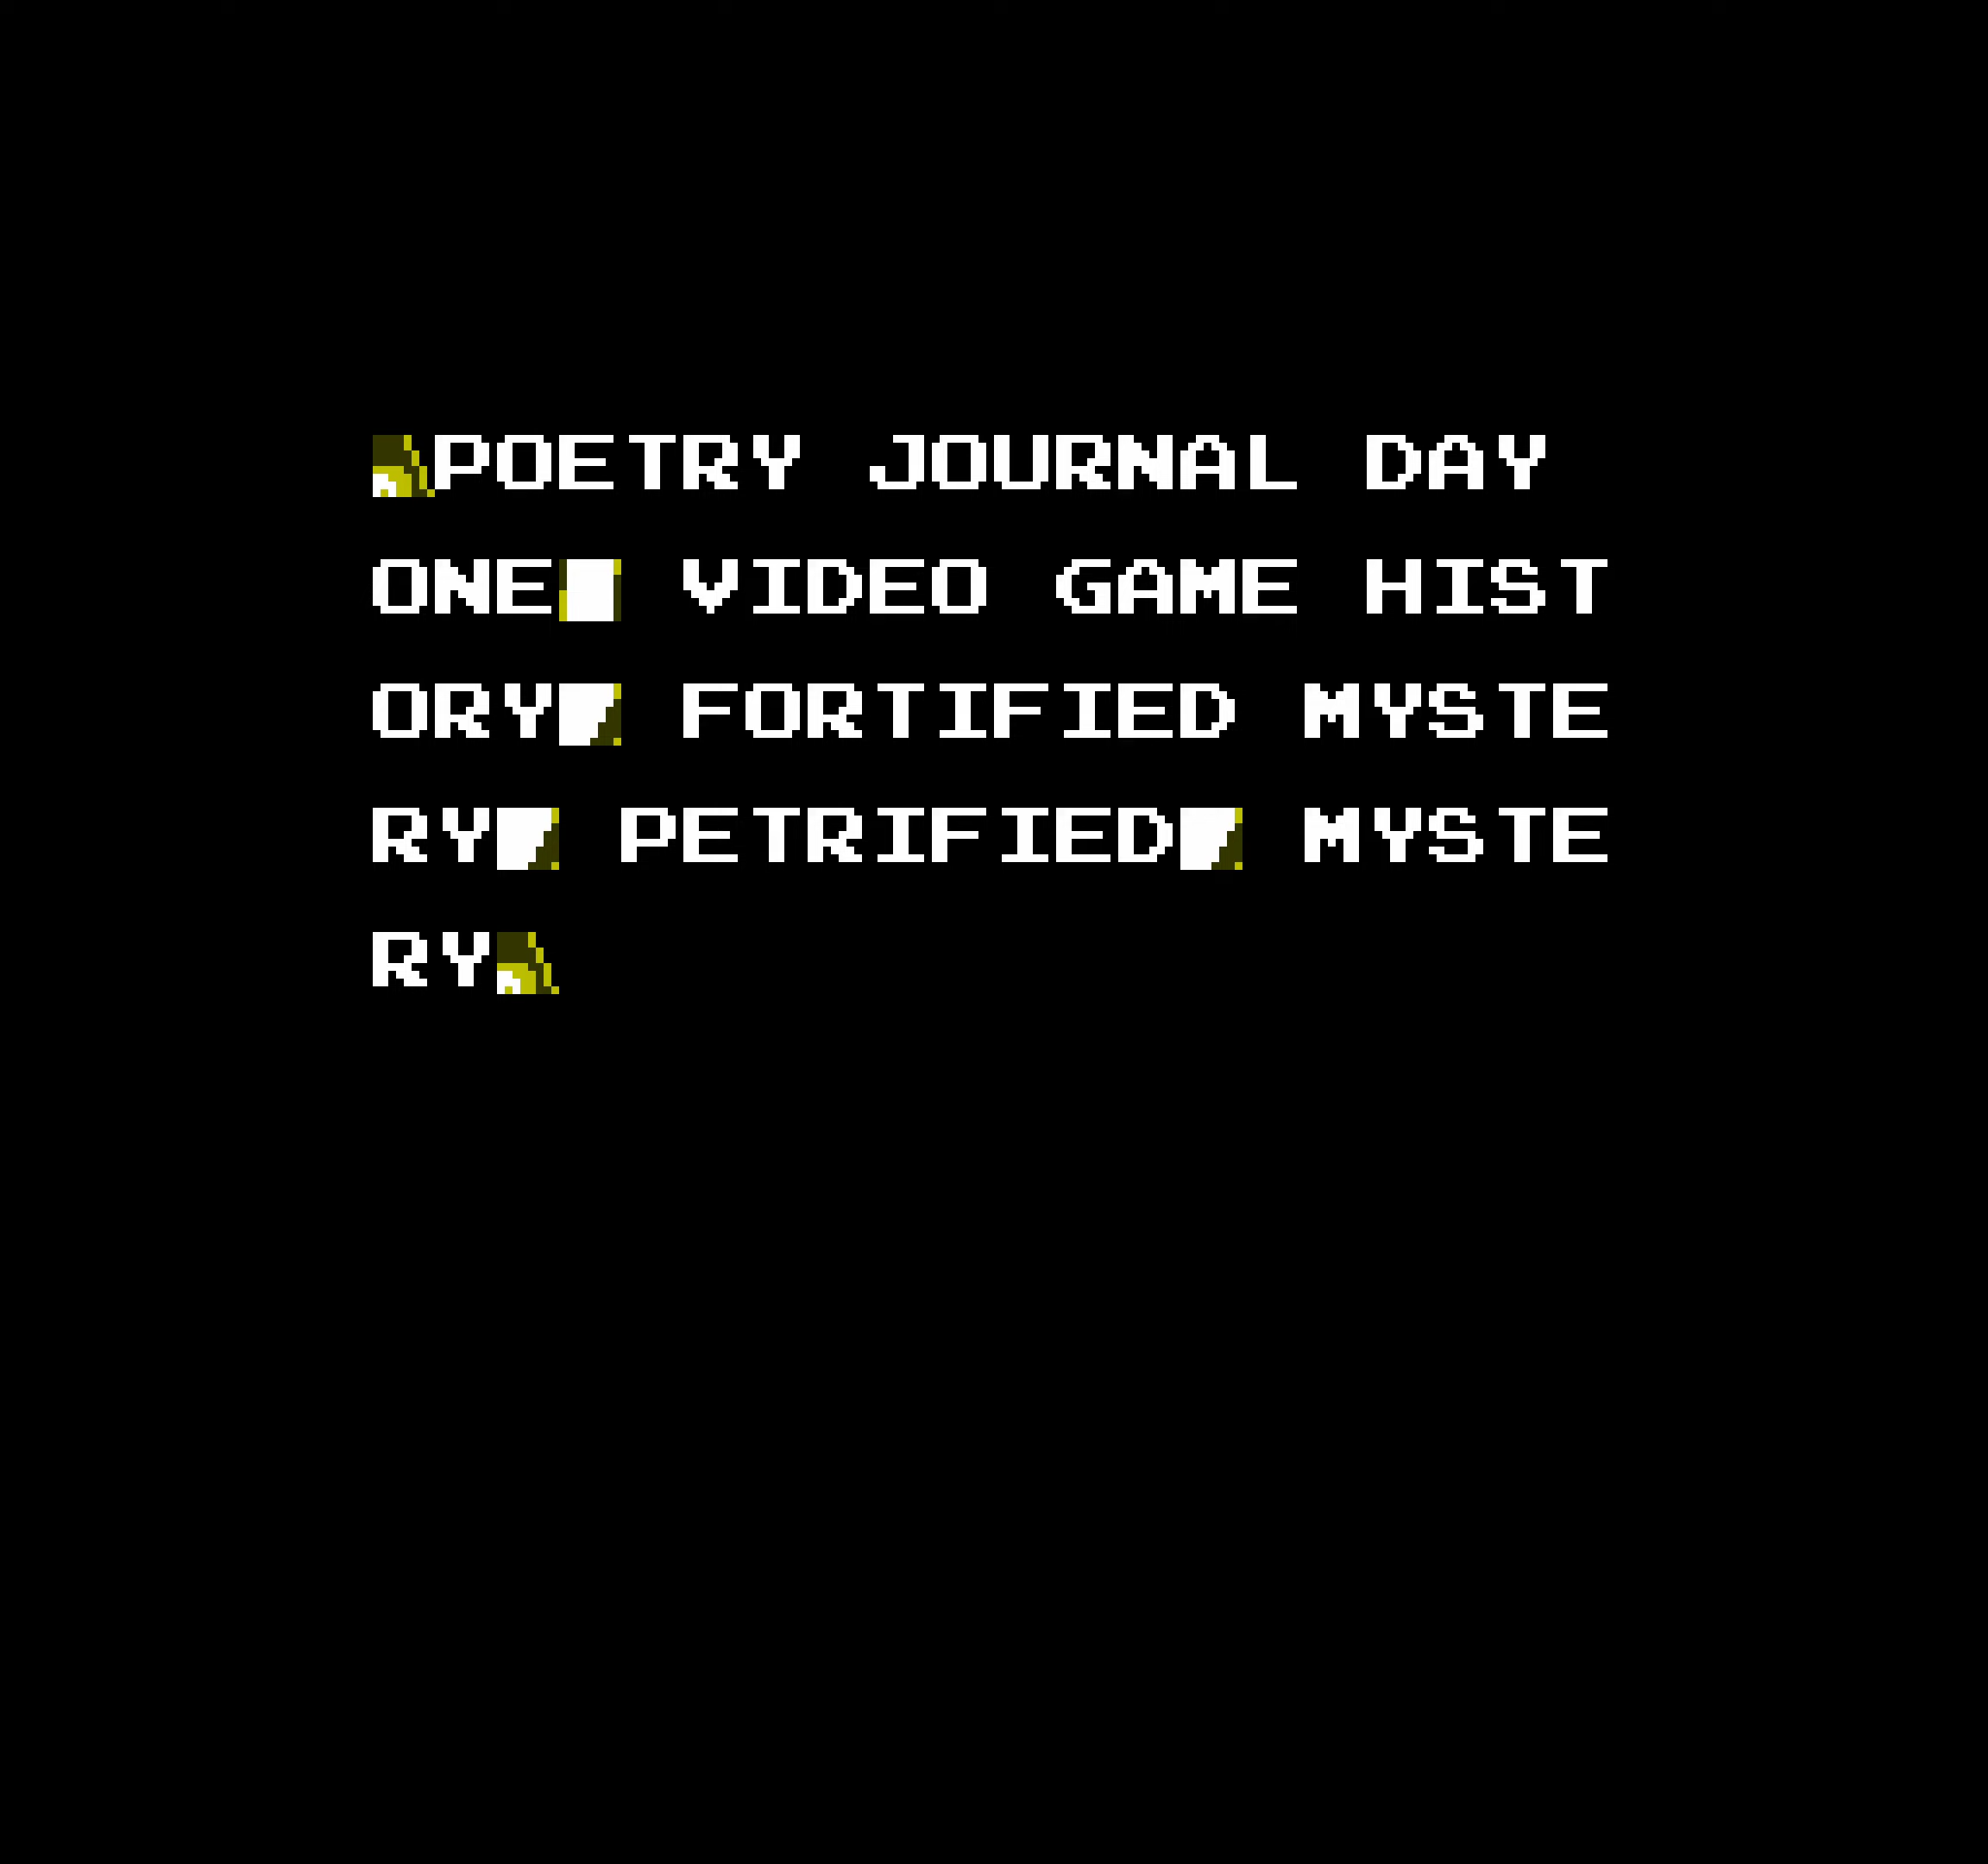 POETRY JOURNAL DAY
ONE VIDEO GAME HIST
ORY FORTIFIED MYSTE
RY PETRIFIED MYSTE
RY